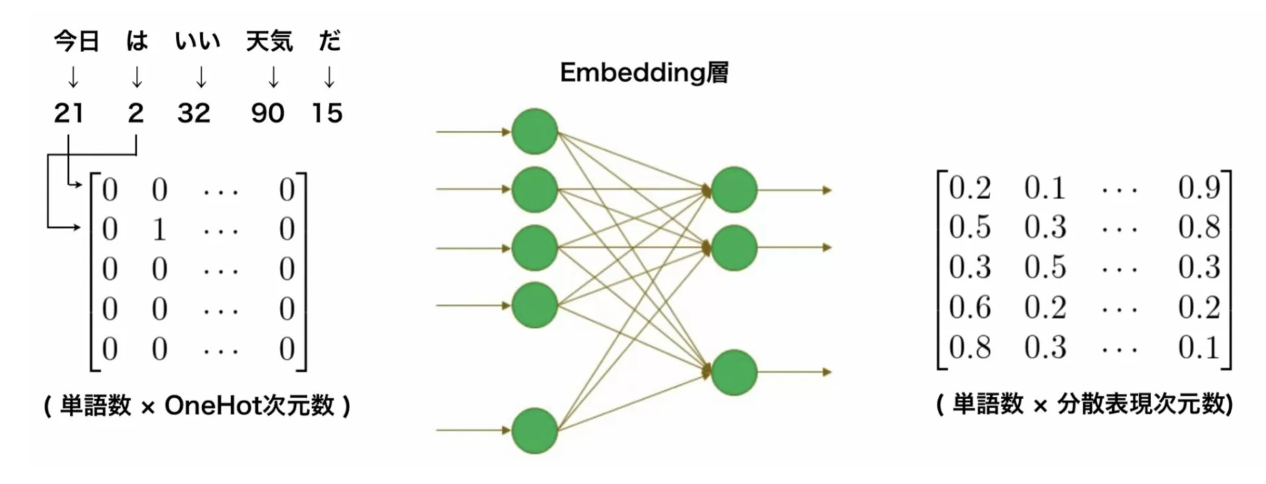 今日 は いい 天気 だ
↓ ↓ ↓ ↓ ↓
21 2 32 90 15
0 0 ··· 0
0 1 ··· 0
0 0 ··· 0
0 0 ··· 0
0 0 ··· 0
( 単語数 × OneHot次元数 )
Embedding層
0.2 0.1 ··· 0.9
0.5 0.3 ··· 0.8
0.3 0.5 ··· 0.3
0.6 0.2 ··· 0.2
0.8 0.3 ··· 0.1
( 単語数 × 分散表現次元数)